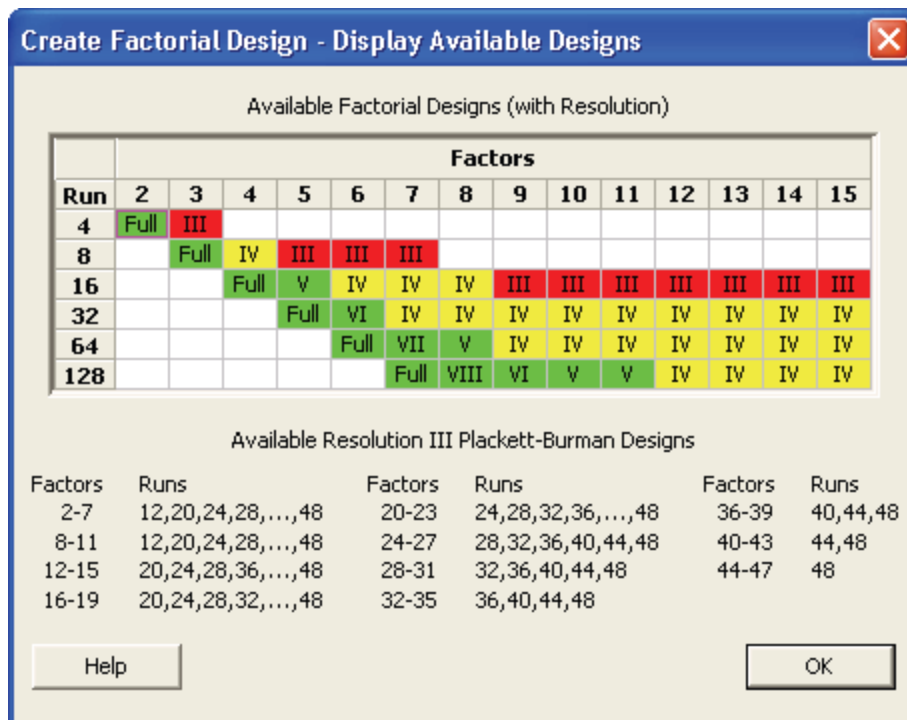 Create Factorial Design - Display Available Designs
Available Factorial Designs (with Resolution)
Factors
Run 2 3 4 5 6 7 8 9 10 11 12 13 14 15
4 Full III
8 Full IV III III III
16 Full V IV IV IV III III III III III III III
32 Full VI IV IV IV IV IV IV IV IV IV
64 Full VII V IV IV IV IV IV IV IV
128 Full VIII VI V V IV IV IV IV
Available Resolution III Plackett-Burman Designs
Factors Runs Factors Runs Factors Runs
2-7 12,20,24,28,...,48 20-23 24,28,32,36,...,48 36-39 40,44,48
8-11 12,20,24,28,...,48 24-27 28,32,36,40,44,48 40-43 44,48
12-15 20,24,28,36,...,48 28-31 32,36,40,44,48 44-47 48
16-19 20,24,28,32,...,48 32-35 36,40,44,48
Help OK